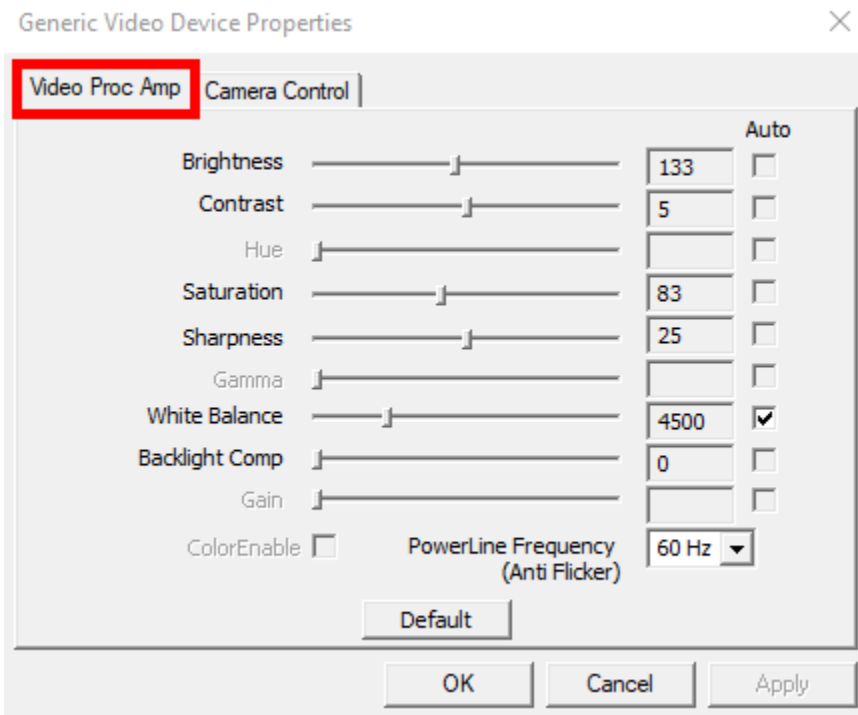 Generic Video Device Properties
Video Proc Amp Camera Control
Auto
Brightness 133
Contrast 5
Hue
Saturation 83
Sharpness 25
Gamma
White Balance 4500
Backlight Comp 0
Gain
ColorEnable PowerLine Frequency 60 Hz
(Anti Flicker)
Default
OK Cancel Apply